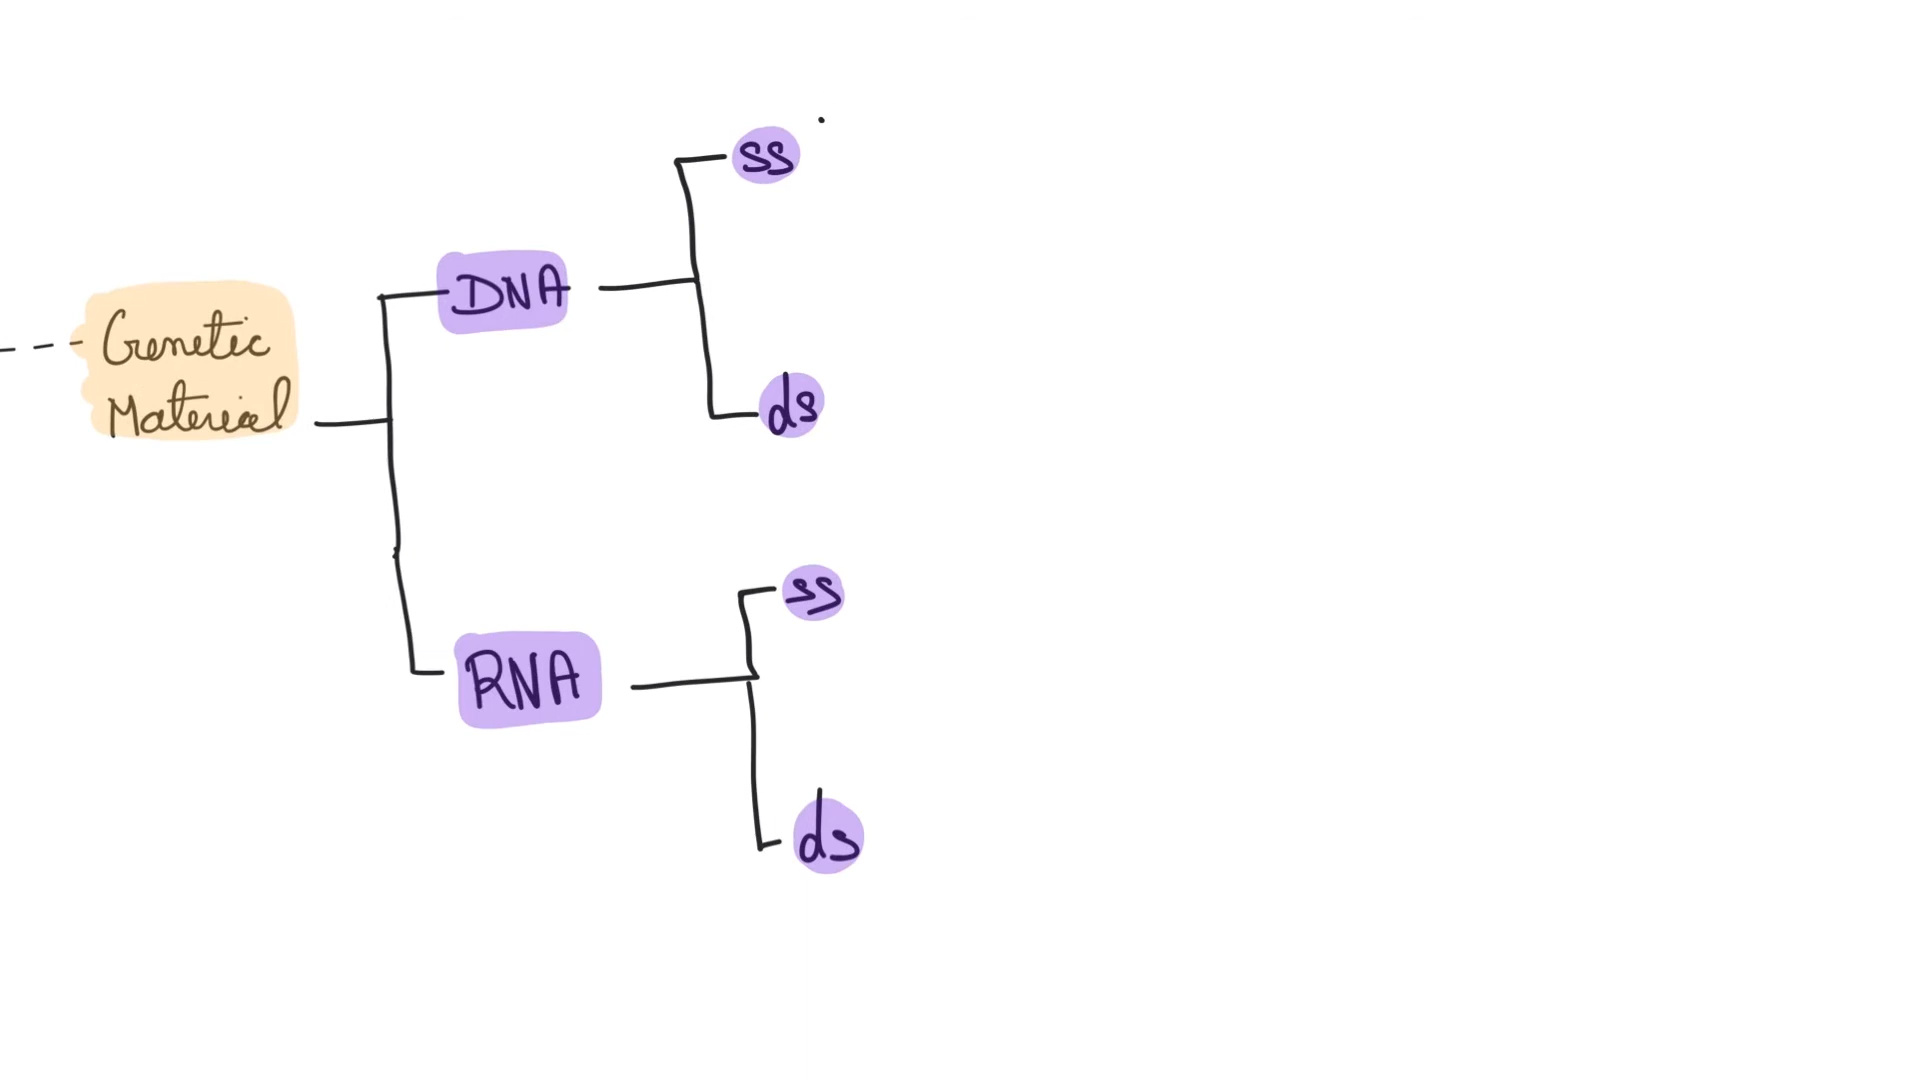 ss
DNA
ds
Genetic
Material
ss
RNA
ds